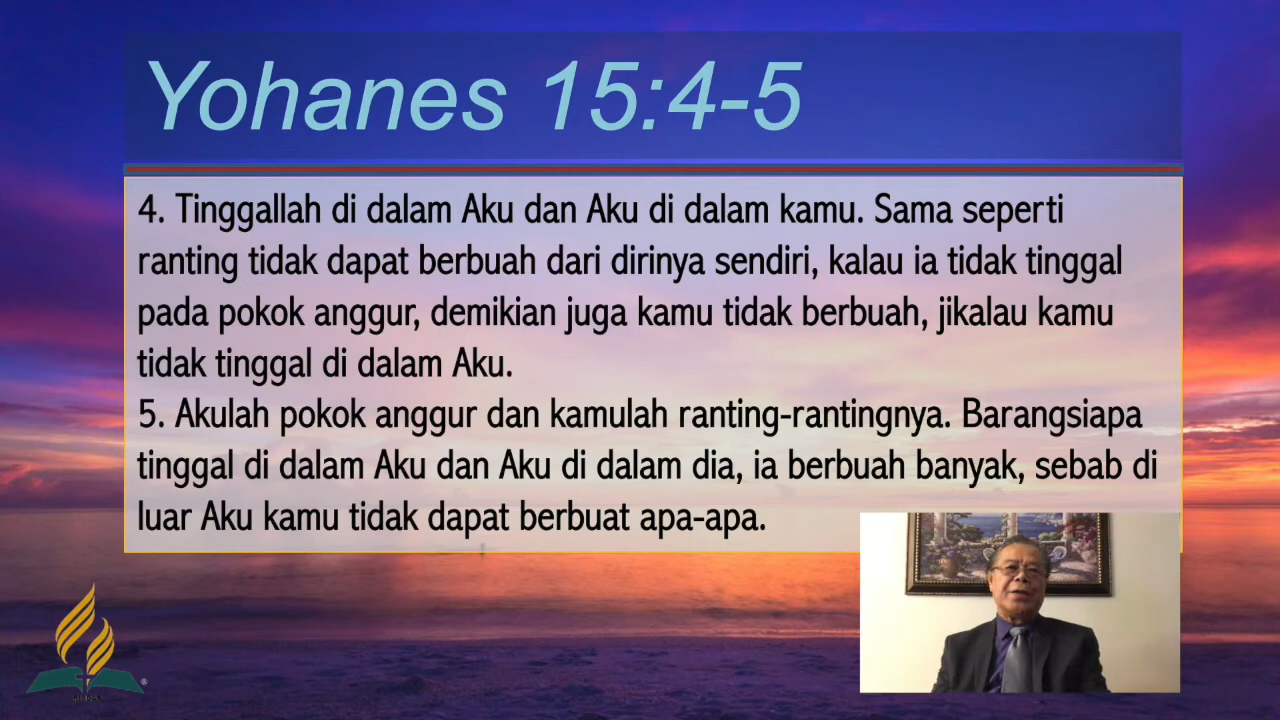 Yohanes 15:4-5
4. Tinggallah di dalam Aku dan Aku di dalam kamu. Sama seperti
ranting tidak dapat berbuah dari dirinya sendiri, kalau ia tidak tinggal
pada pokok anggur, demikian juga kamu tidak berbuah, jikalau kamu
tidak tinggal di dalam Aku.
5. Akulah pokok anggur dan kamulah ranting-rantingnya. Barangsiapa
tinggal di dalam Aku dan Aku di dalam dia, ia berbuah banyak, sebab di
luar Aku kamu tidak dapat berbuat apa-apa.
®